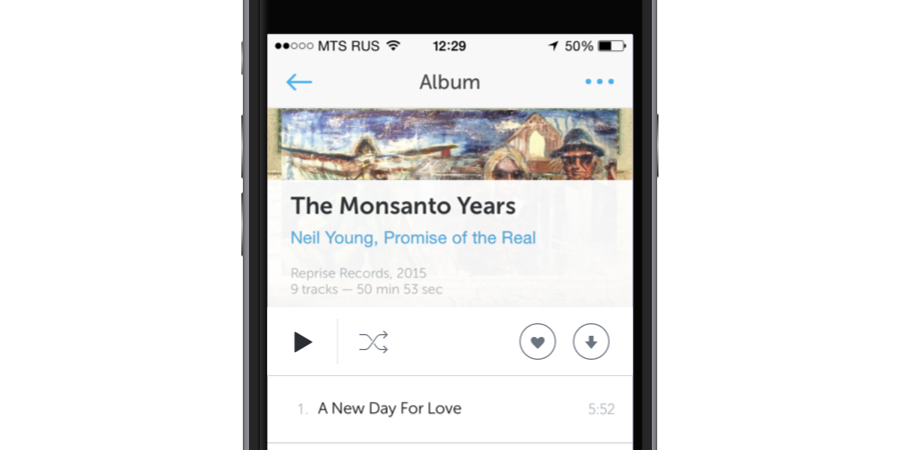 MTS RUS 12:29 50%
Album
The Monsanto Years
Neil Young, Promise of the Real
Reprise Records, 2015
9 tracks — 50 min 53 sec
1. A New Day For Love 5:52